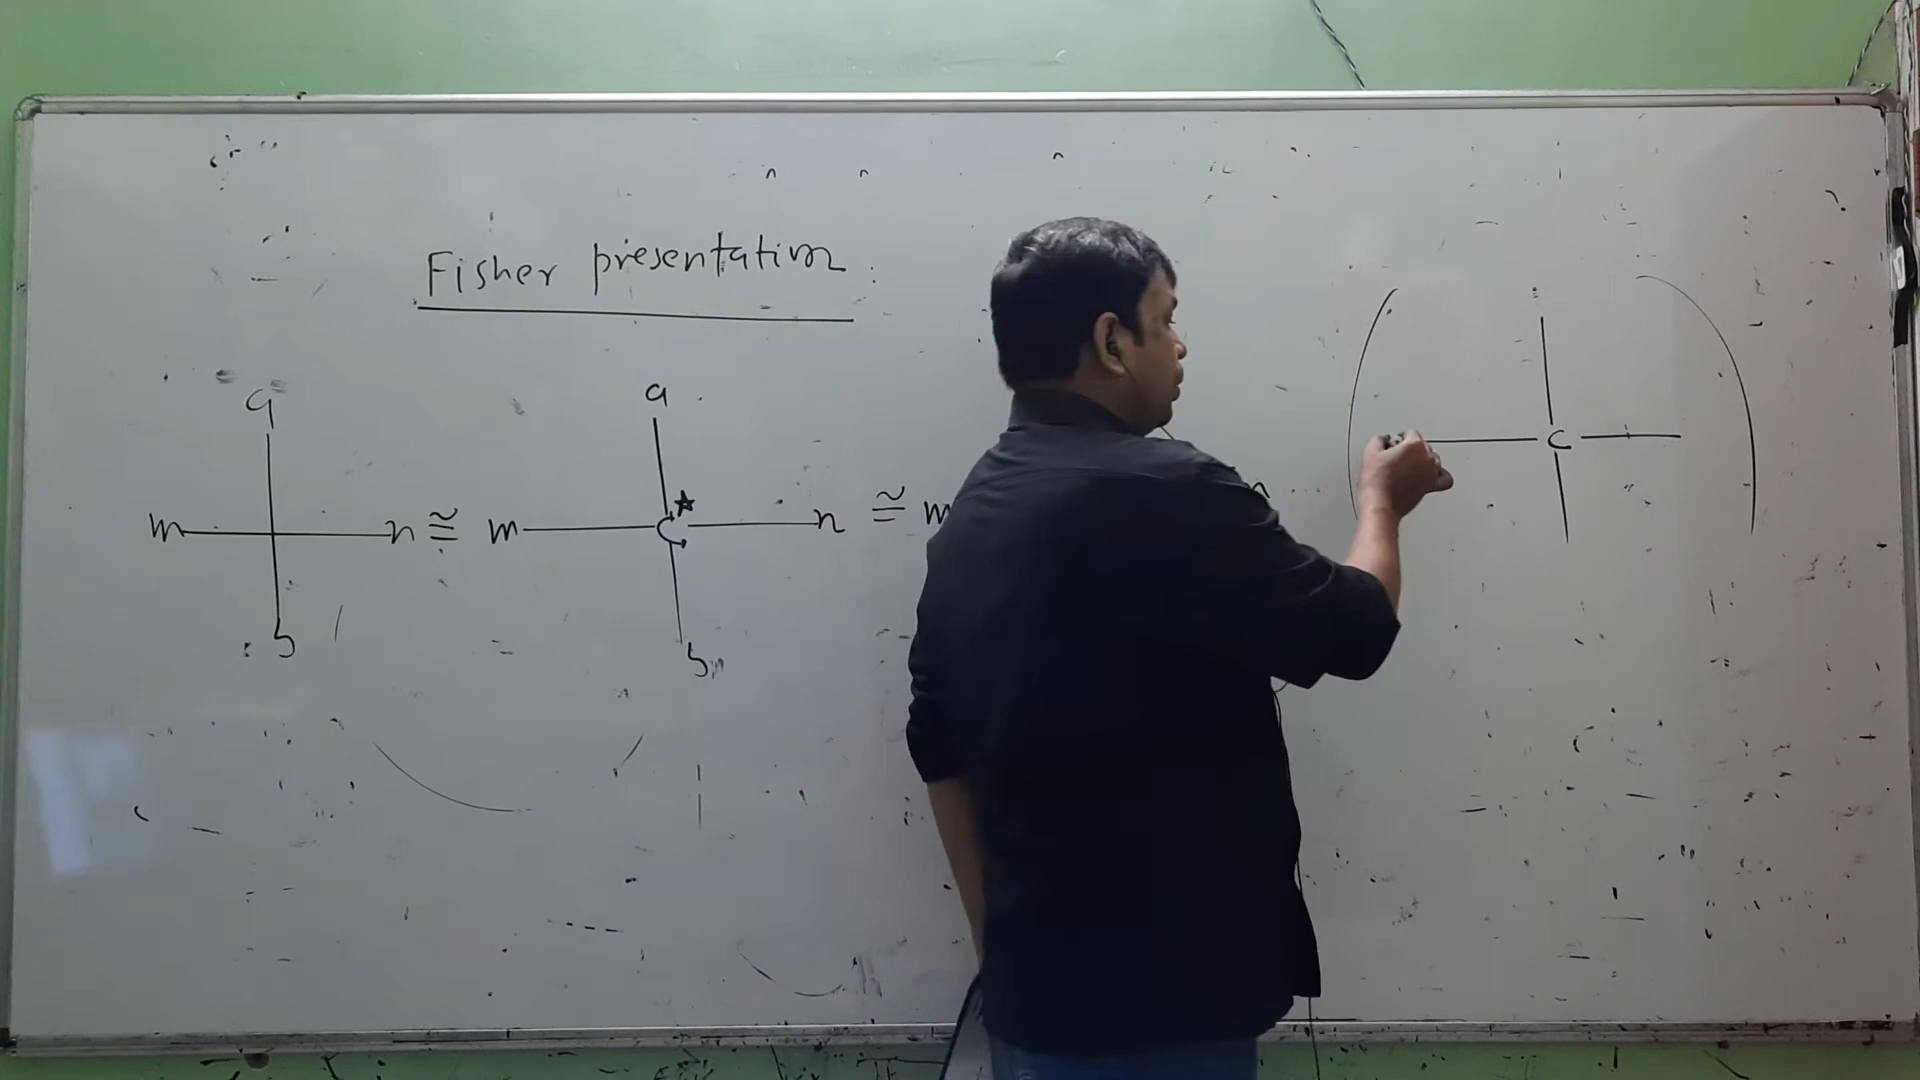 Fisher presentation
a
a
m n ≅ m C* n ≅ m n
b
b
C